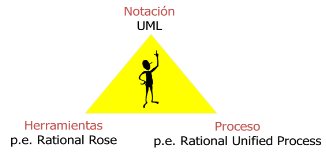 Notación
UML
Herramientas
p.e. Rational Rose
Proceso
p.e. Rational Unified Process